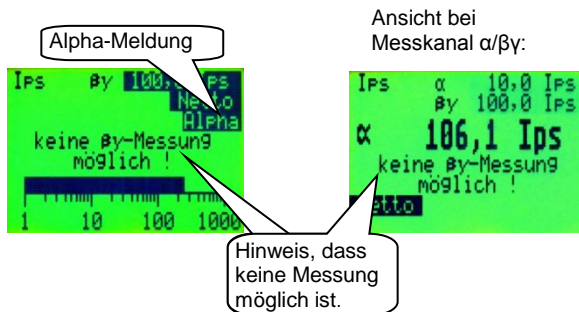 Alpha-Meldung
Ansicht bei
Messkanal α/βγ:
Ips βγ 100,
Netto
Alpha
keine βγ-Messung
möglich !
1 10 100 1000
Ips α 10,0 Ips
βγ 100,0 Ips
α 106,1 Ips
keine βγ-Messung
möglich !
Hinweis, dass
keine Messung
möglich ist.